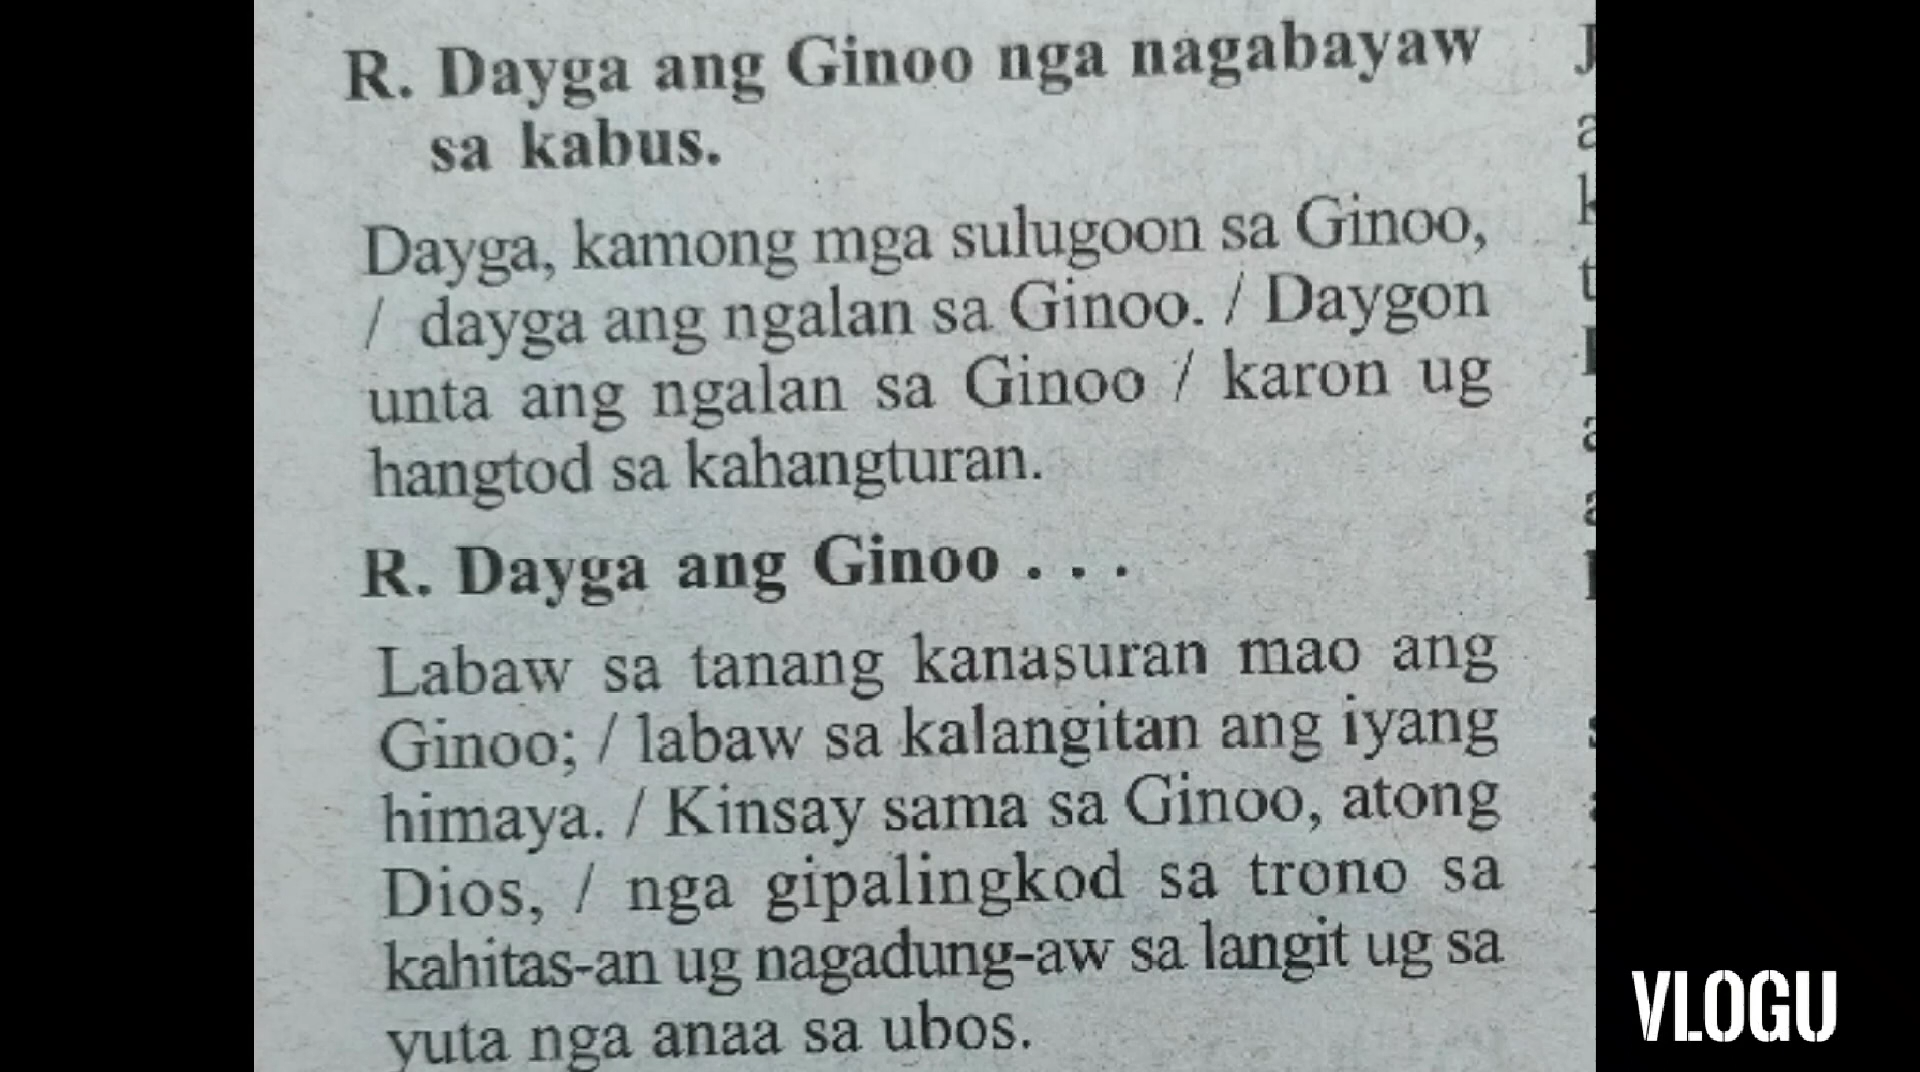 R. Dayga ang Ginoo nga nagabayaw
sa kabus.
Dayga, kamong mga sulugoon sa Ginoo,
/ dayga ang ngalan sa Ginoo. / Daygon
unta ang ngalan sa Ginoo / karon ug
hangtod sa kahangturan.
R. Dayga ang Ginoo . . .
Labaw sa tanang kanasuran mao ang
Ginoo; / labaw sa kalangitan ang iyang
himaya. / Kinsay sama sa Ginoo, atong
Dios, / nga gipalingkod sa trono sa
kahitas-an ug nagadung-aw sa langit ug sa
yuta nga anaa sa ubos.
VLOGU